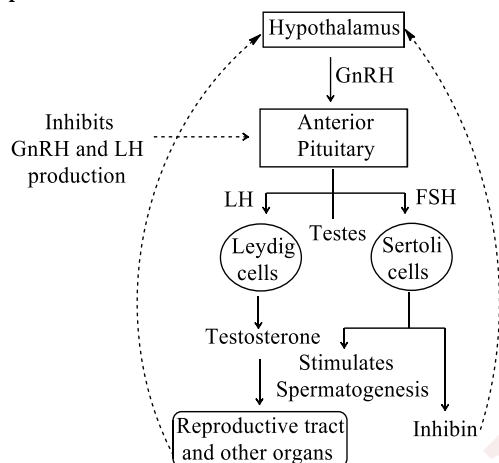 Hypothalamus
GnRH
Inhibits
GnRH and LH
production
Anterior
Pituitary
LH
FSH
Testes
Leydig
cells
Sertoli
cells
Testosterone
Stimulates
Spermatogenesis
Inhibin
Reproductive tract
and other organs